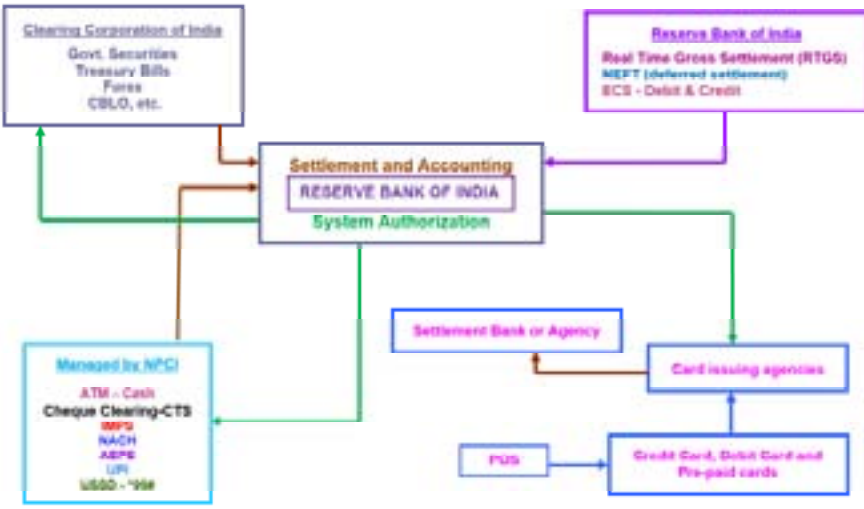 Clearing Corporation of India
Govt. Securities
Treasury Bills
Forex
CBLO, etc.
Reserve Bank of India
Real Time Gross Settlement (RTGS)
NEFT (deferred settlement)
ECS - Debit & Credit
Settlement and Accounting
RESERVE BANK OF INDIA
System Authorization
Settlement Bank or Agency
Card issuing agencies
Managed by NPCI
ATM - Cash
Cheque Clearing-CTS
IMPS
NACH
AEPS
UPI
USSD - *99#
POS
Credit Card, Debit Card and
Pre-paid cards